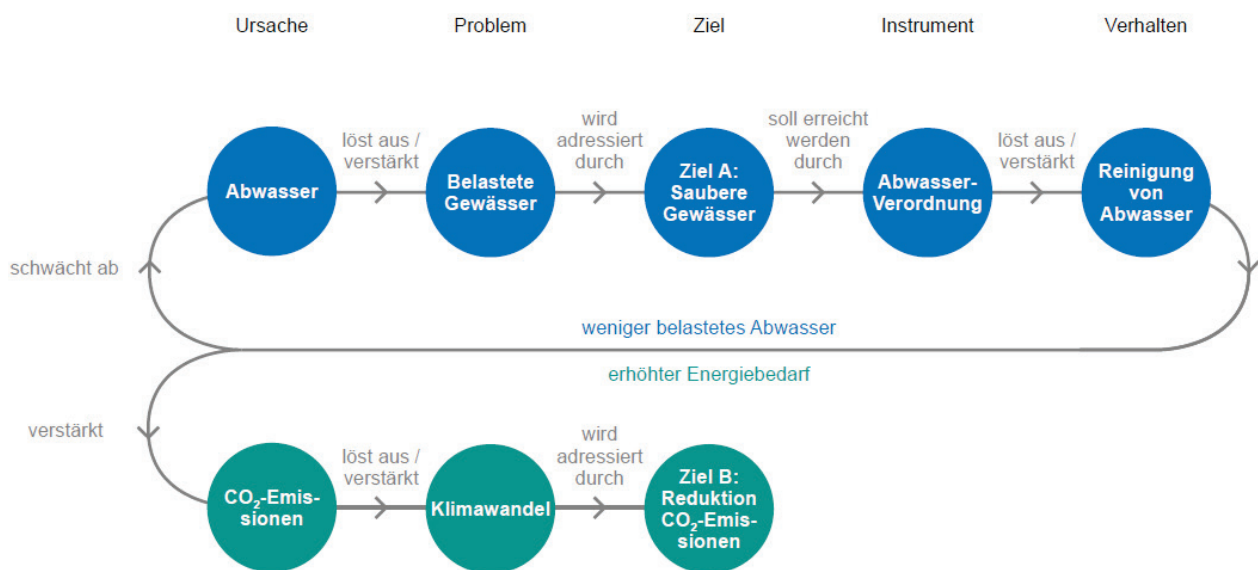 Ursache
Problem
Ziel
Instrument
Verhalten
Abwasser
löst aus /
verstärkt
Belastete
Gewässer
wird
adressiert
durch
Ziel A:
Saubere
Gewässer
soll erreicht
werden
durch
Abwasser-
Verordnung
löst aus /
verstärkt
Reinigung
von
Abwasser
schwächt ab
weniger belastetes Abwasser
erhöhter Energiebedarf
verstärkt
CO₂-Emis-
sionen
löst aus /
verstärkt
Klimawandel
wird
adressiert
durch
Ziel B:
Reduktion
CO₂-Emis-
sionen